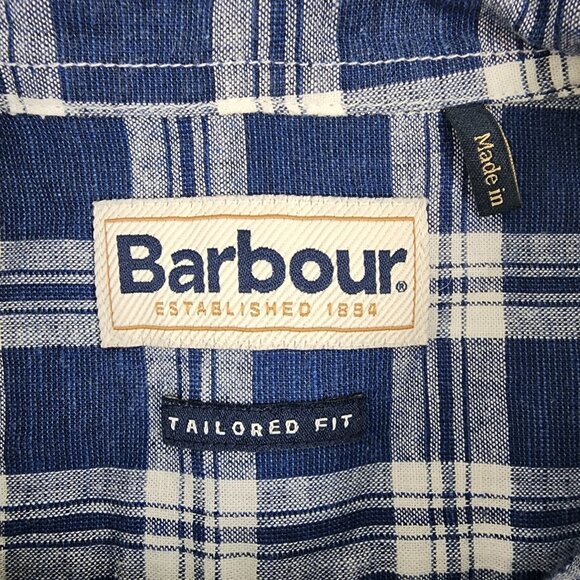 Made in
Barbour®
ESTABLISHED 1894
TAILORED FIT